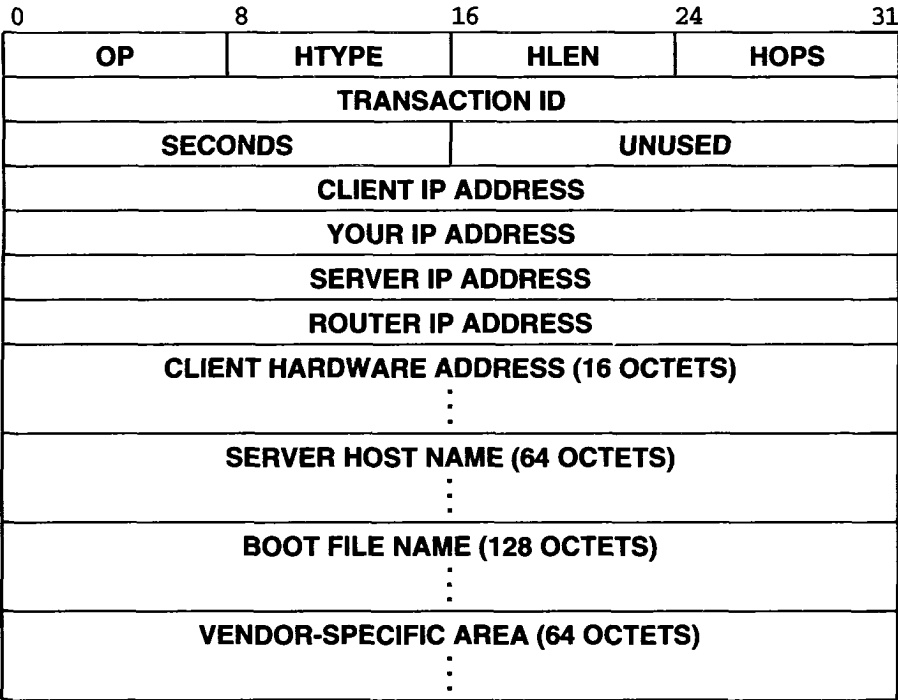 0 8 16 24 31
OP HTYPE HLEN HOPS
TRANSACTION ID
SECONDS UNUSED
CLIENT IP ADDRESS
YOUR IP ADDRESS
SERVER IP ADDRESS
ROUTER IP ADDRESS
CLIENT HARDWARE ADDRESS (16 OCTETS)
SERVER HOST NAME (64 OCTETS)
BOOT FILE NAME (128 OCTETS)
VENDOR-SPECIFIC AREA (64 OCTETS)